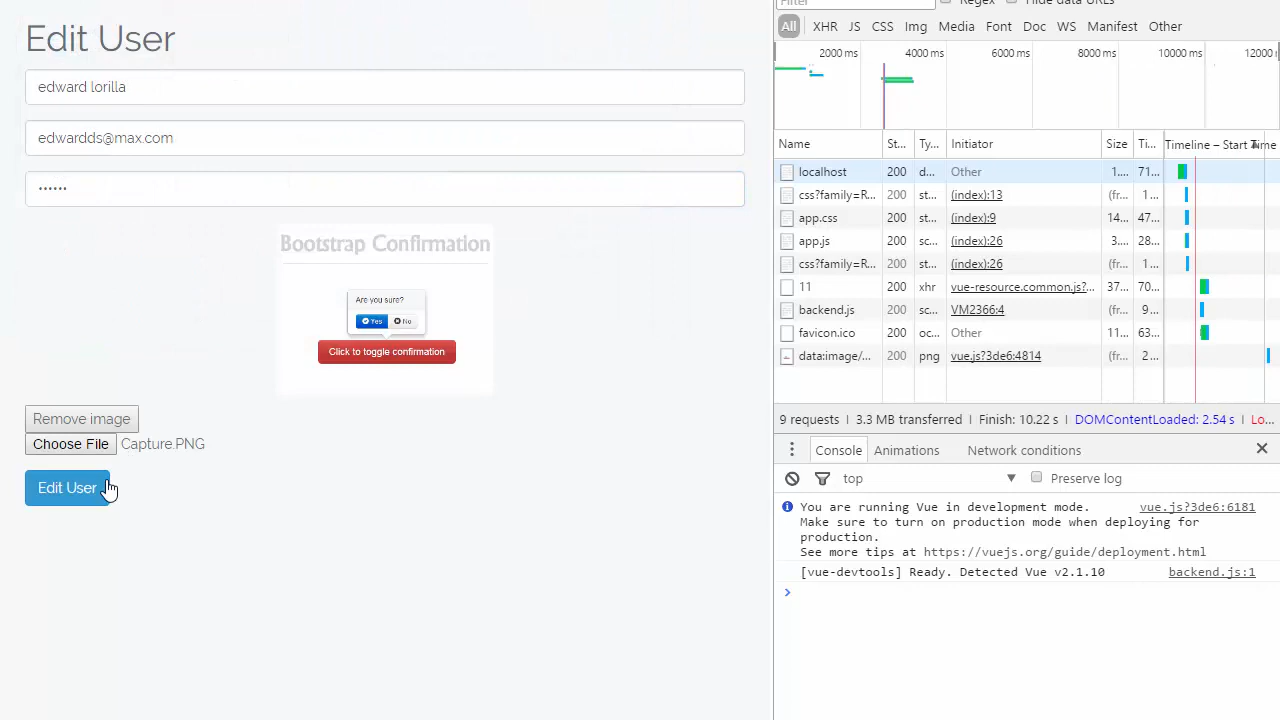 Edit User
edward lorilla
edwardds@max.com
••••••
Bootstrap Confirmation
Are you sure?
Yes No
Click to toggle confirmation
Remove image
Choose File Capture.PNG
Edit User
Filter Regex Hide data URLs
All XHR JS CSS Img Media Font Doc WS Manifest Other
2000 ms 4000 ms 6000 ms 8000 ms 10000 ms 12000
Name St... Ty... Initiator Size Ti... Timeline – Start Time
localhost 200 d... Other 1.... 71...
css?family=R... 200 st... (index):13 (fr... 1...
app.css 200 st... (index):9 14... 47...
app.js 200 sc... (index):26 3.... 28...
css?family=R... 200 st... (index):26 (fr... 1...
11 200 xhr vue-resource.common.js?... 37... 70...
backend.js 200 sc... VM2366:4 (fr... 9...
favicon.ico 200 oc... Other 11... 63...
data:image/... 200 png vue.js?3de6:4814 (fr... 2...
9 requests | 3.3 MB transferred | Finish: 10.22 s | DOMContentLoaded: 2.54 s | Lo...
Console Animations Network conditions
top Preserve log
You are running Vue in development mode. vue.js?3de6:6181
Make sure to turn on production mode when deploying for
production.
See more tips at https://vuejs.org/guide/deployment.html
[vue-devtools] Ready. Detected Vue v2.1.10 backend.js:1